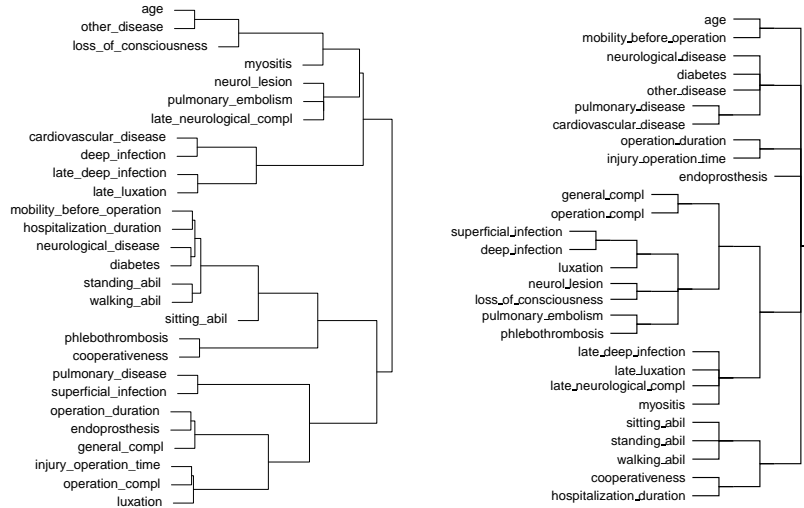 age
other_disease
loss_of_consciousness
myositis
neurol_lesion
pulmonary_embolism
late_neurological_compl
cardiovascular_disease
deep_infection
late_deep_infection
late_luxation
mobility_before_operation
hospitalization_duration
neurological_disease
diabetes
standing_abil
walking_abil
sitting_abil
phlebothrombosis
cooperativeness
pulmonary_disease
superficial_infection
operation_duration
endoprosthesis
general_compl
injury_operation_time
operation_compl
luxation
age
mobility_before_operation
neurological_disease
diabetes
other_disease
pulmonary_disease
cardiovascular_disease
operation_duration
injury_operation_time
endoprosthesis
general_compl
operation_compl
superficial_infection
deep_infection
luxation
neurol_lesion
loss_of_consciousness
pulmonary_embolism
phlebothrombosis
late_deep_infection
late_luxation
late_neurological_compl
myositis
sitting_abil
standing_abil
walking_abil
cooperativeness
hospitalization_duration